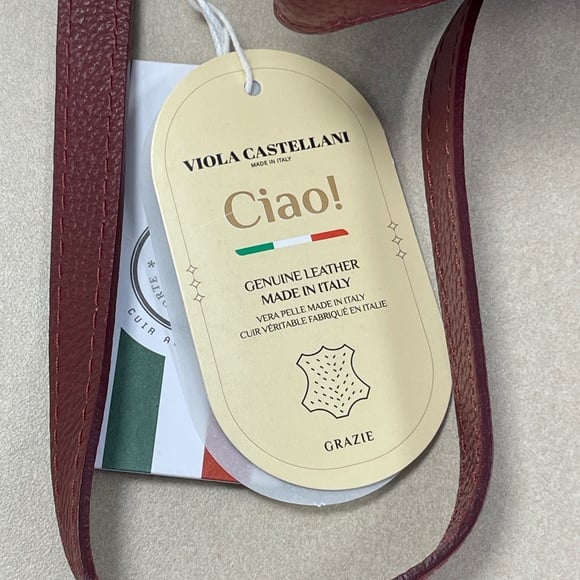 VIOLA CASTELLANI
MADE IN ITALY
Ciao!
GENUINE LEATHER
MADE IN ITALY
VERA PELLE MADE IN ITALY
CUIR VÉRITABLE FABRIQUÉ EN ITALIE
GRAZIE
CUIR